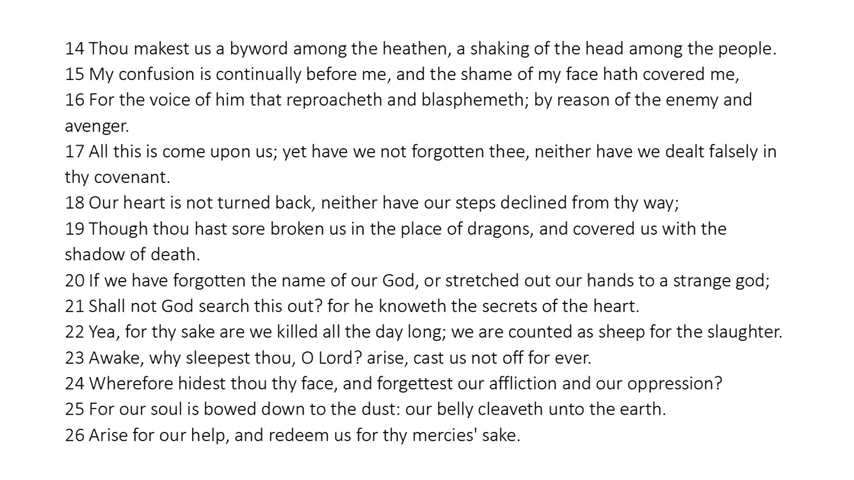 14 Thou makest us a byword among the heathen, a shaking of the head among the people.
15 My confusion is continually before me, and the shame of my face hath covered me,
16 For the voice of him that reproacheth and blasphemeth; by reason of the enemy and
avenger.
17 All this is come upon us; yet have we not forgotten thee, neither have we dealt falsely in
thy covenant.
18 Our heart is not turned back, neither have our steps declined from thy way;
19 Though thou hast sore broken us in the place of dragons, and covered us with the
shadow of death.
20 If we have forgotten the name of our God, or stretched out our hands to a strange god;
21 Shall not God search this out? for he knoweth the secrets of the heart.
22 Yea, for thy sake are we killed all the day long; we are counted as sheep for the slaughter.
23 Awake, why sleepest thou, O Lord? arise, cast us not off for ever.
24 Wherefore hidest thou thy face, and forgettest our affliction and our oppression?
25 For our soul is bowed down to the dust: our belly cleaveth unto the earth.
26 Arise for our help, and redeem us for thy mercies' sake.